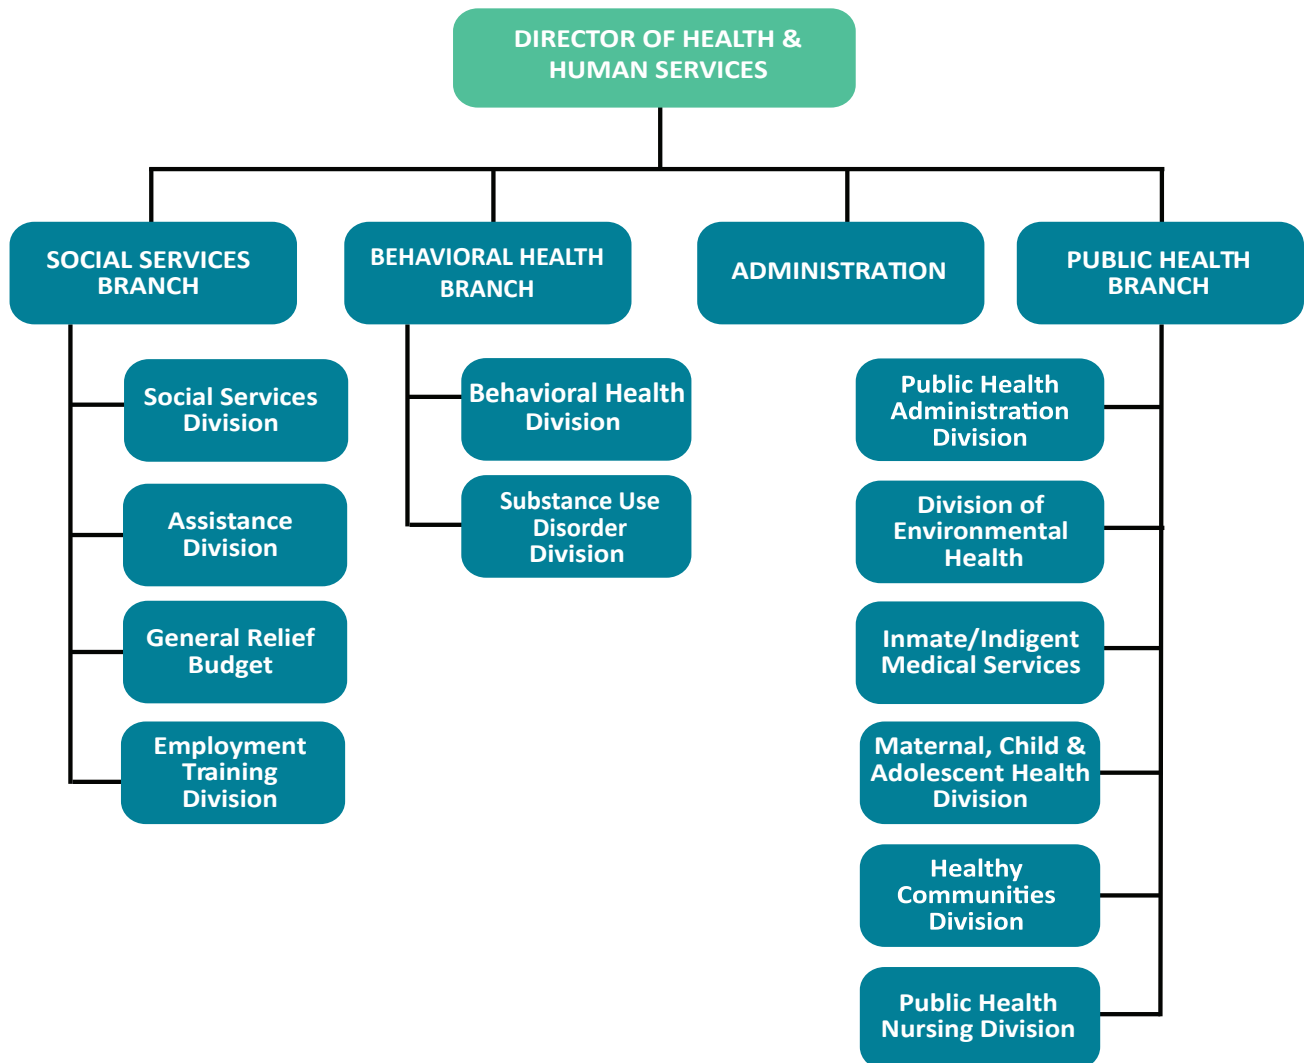 DIRECTOR OF HEALTH &
HUMAN SERVICES
SOCIAL SERVICES
BRANCH
BEHAVIORAL HEALTH
BRANCH
ADMINISTRATION
PUBLIC HEALTH
BRANCH
Social Services
Division
Assistance
Division
General Relief
Budget
Employment
Training
Division
Behavioral Health
Division
Substance Use
Disorder
Division
Public Health
Administration
Division
Division of
Environmental
Health
Inmate/Indigent
Medical Services
Maternal, Child &
Adolescent Health
Division
Healthy
Communities
Division
Public Health
Nursing Division